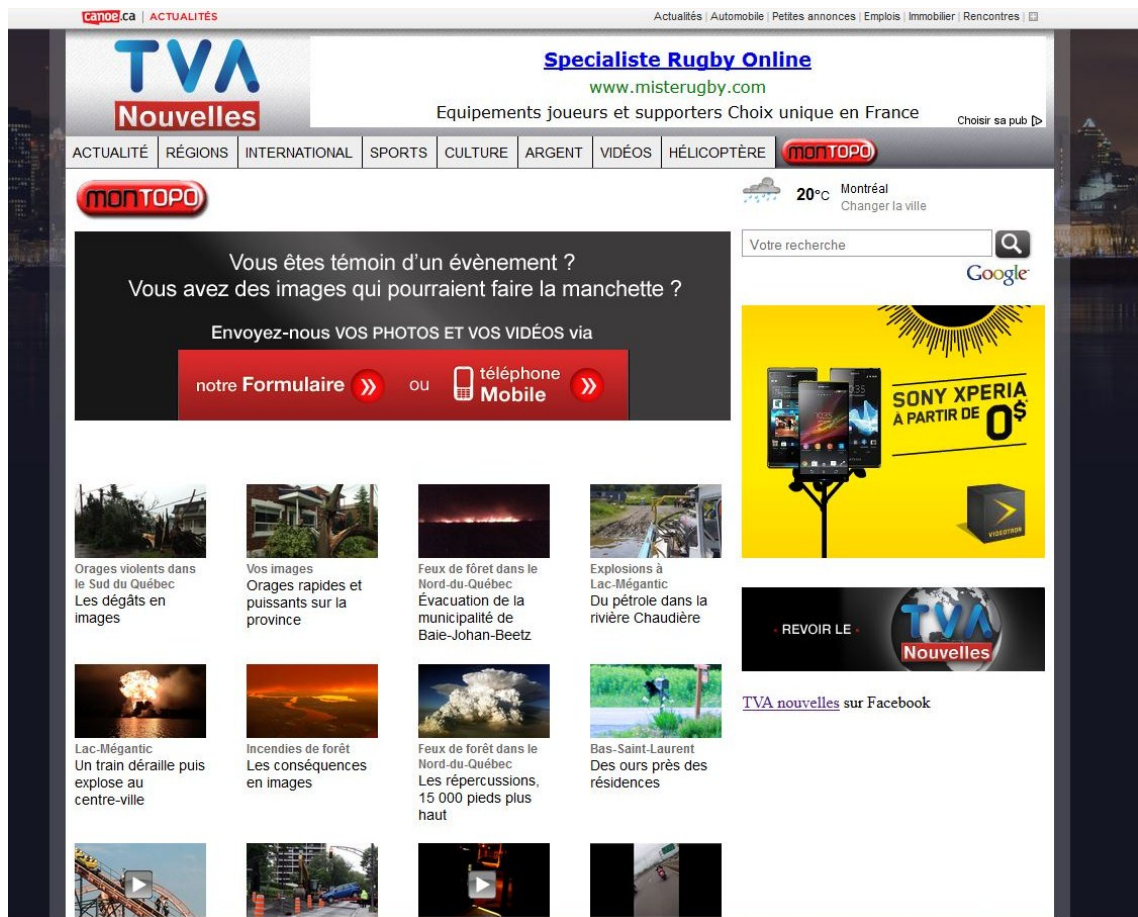 canoe.ca | ACTUALITÉS
Actualités | Automobile | Petites annonces | Emplois | Immobilier | Rencontres |
TVA
Nouvelles
Specialiste Rugby Online
www.misterugby.com
Equipements joueurs et supporters Choix unique en France
Choisir sa pub
ACTUALITÉ RÉGIONS INTERNATIONAL SPORTS CULTURE ARGENT VIDÉOS HÉLICOPTÈRE MONTOPO
MONTOPO
20°C
Montréal
Changer la ville
Votre recherche
Google
Vous êtes témoin d'un évènement ?
Vous avez des images qui pourraient faire la manchette ?
Envoyez-nous VOS PHOTOS ET VOS VIDÉOS via
notre Formulaire
ou
téléphone
Mobile
SONY XPERIA
À PARTIR DE 0$*
VIDEOTRON
Orages violents dans
le Sud du Québec
Les dégâts en
images
Vos images
Orages rapides et
puissants sur la
province
Feux de fôret dans le
Nord-du-Québec
Évacuation de la
municipalité de
Baie-Johan-Beetz
Explosions à
Lac-Mégantic
Du pétrole dans la
rivière Chaudière
REVOIR LE
TVA
Nouvelles
TVA nouvelles sur Facebook
Lac-Mégantic
Un train déraille puis
explose au
centre-ville
Incendies de forêt
Les conséquences
en images
Feux de forêt dans le
Nord-du-Québec
Les répercussions,
15 000 pieds plus
haut
Bas-Saint-Laurent
Des ours près des
résidences